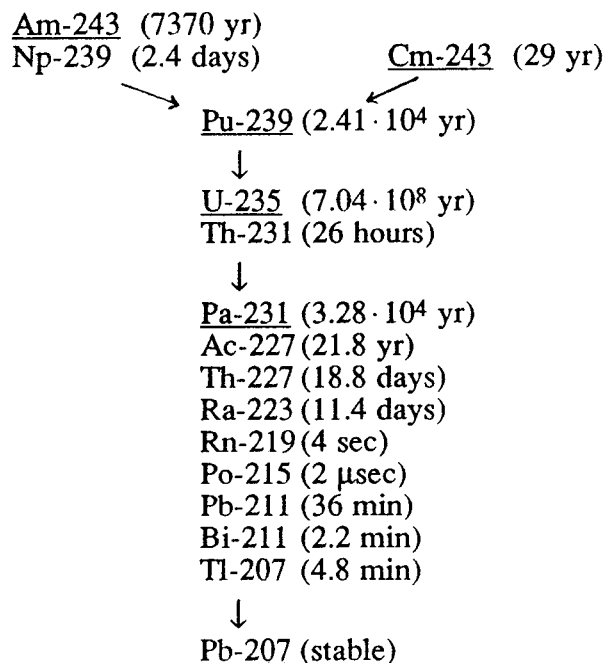 Am-243 (7370 yr)
Np-239 (2.4 days)
Cm-243 (29 yr)
Pu-239 (2.41 · 10⁴ yr)
U-235 (7.04 · 10⁸ yr)
Th-231 (26 hours)
Pa-231 (3.28 · 10⁴ yr)
Ac-227 (21.8 yr)
Th-227 (18.8 days)
Ra-223 (11.4 days)
Rn-219 (4 sec)
Po-215 (2 µsec)
Pb-211 (36 min)
Bi-211 (2.2 min)
Tl-207 (4.8 min)
Pb-207 (stable)